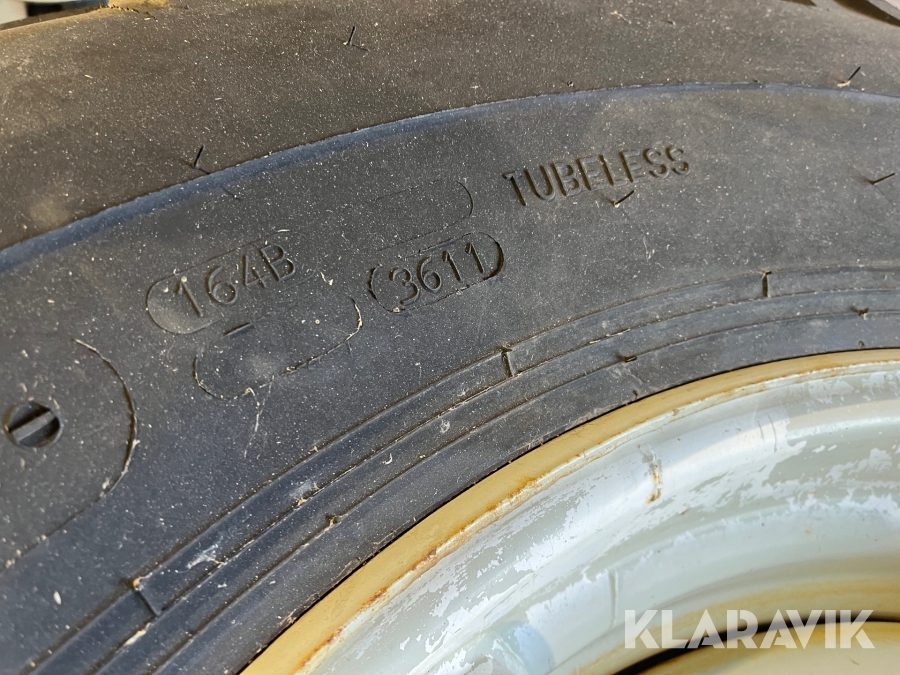 TUBELESS
164B
3611
KLARAVIK